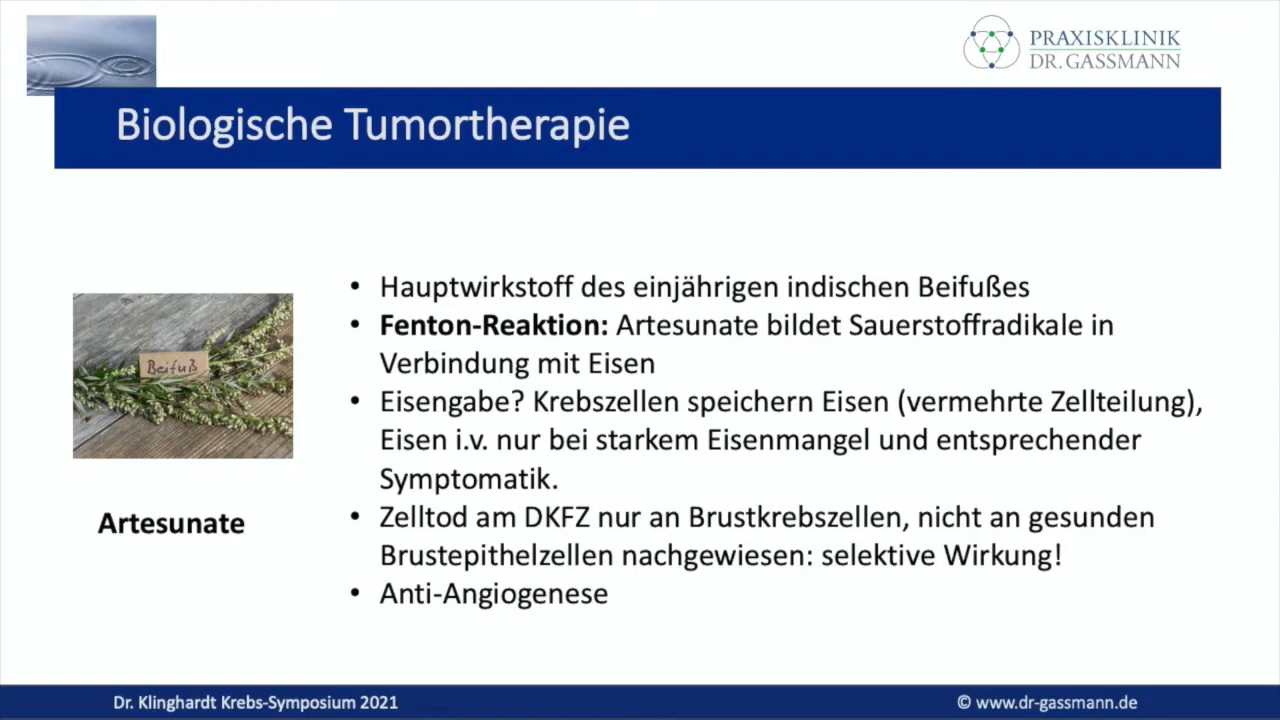 PRAXISKLINIK
DR. GASSMANN
Biologische Tumortherapie
Beifuß
Artesunate
• Hauptwirkstoff des einjährigen indischen Beifußes
• Fenton-Reaktion: Artesunate bildet Sauerstoffradikale in
Verbindung mit Eisen
• Eisengabe? Krebszellen speichern Eisen (vermehrte Zellteilung),
Eisen i.v. nur bei starkem Eisenmangel und entsprechender
Symptomatik.
• Zelltod am DKFZ nur an Brustkrebszellen, nicht an gesunden
Brustepithelzellen nachgewiesen: selektive Wirkung!
• Anti-Angiogenese
Dr. Klinghardt Krebs-Symposium 2021
© www.dr-gassmann.de